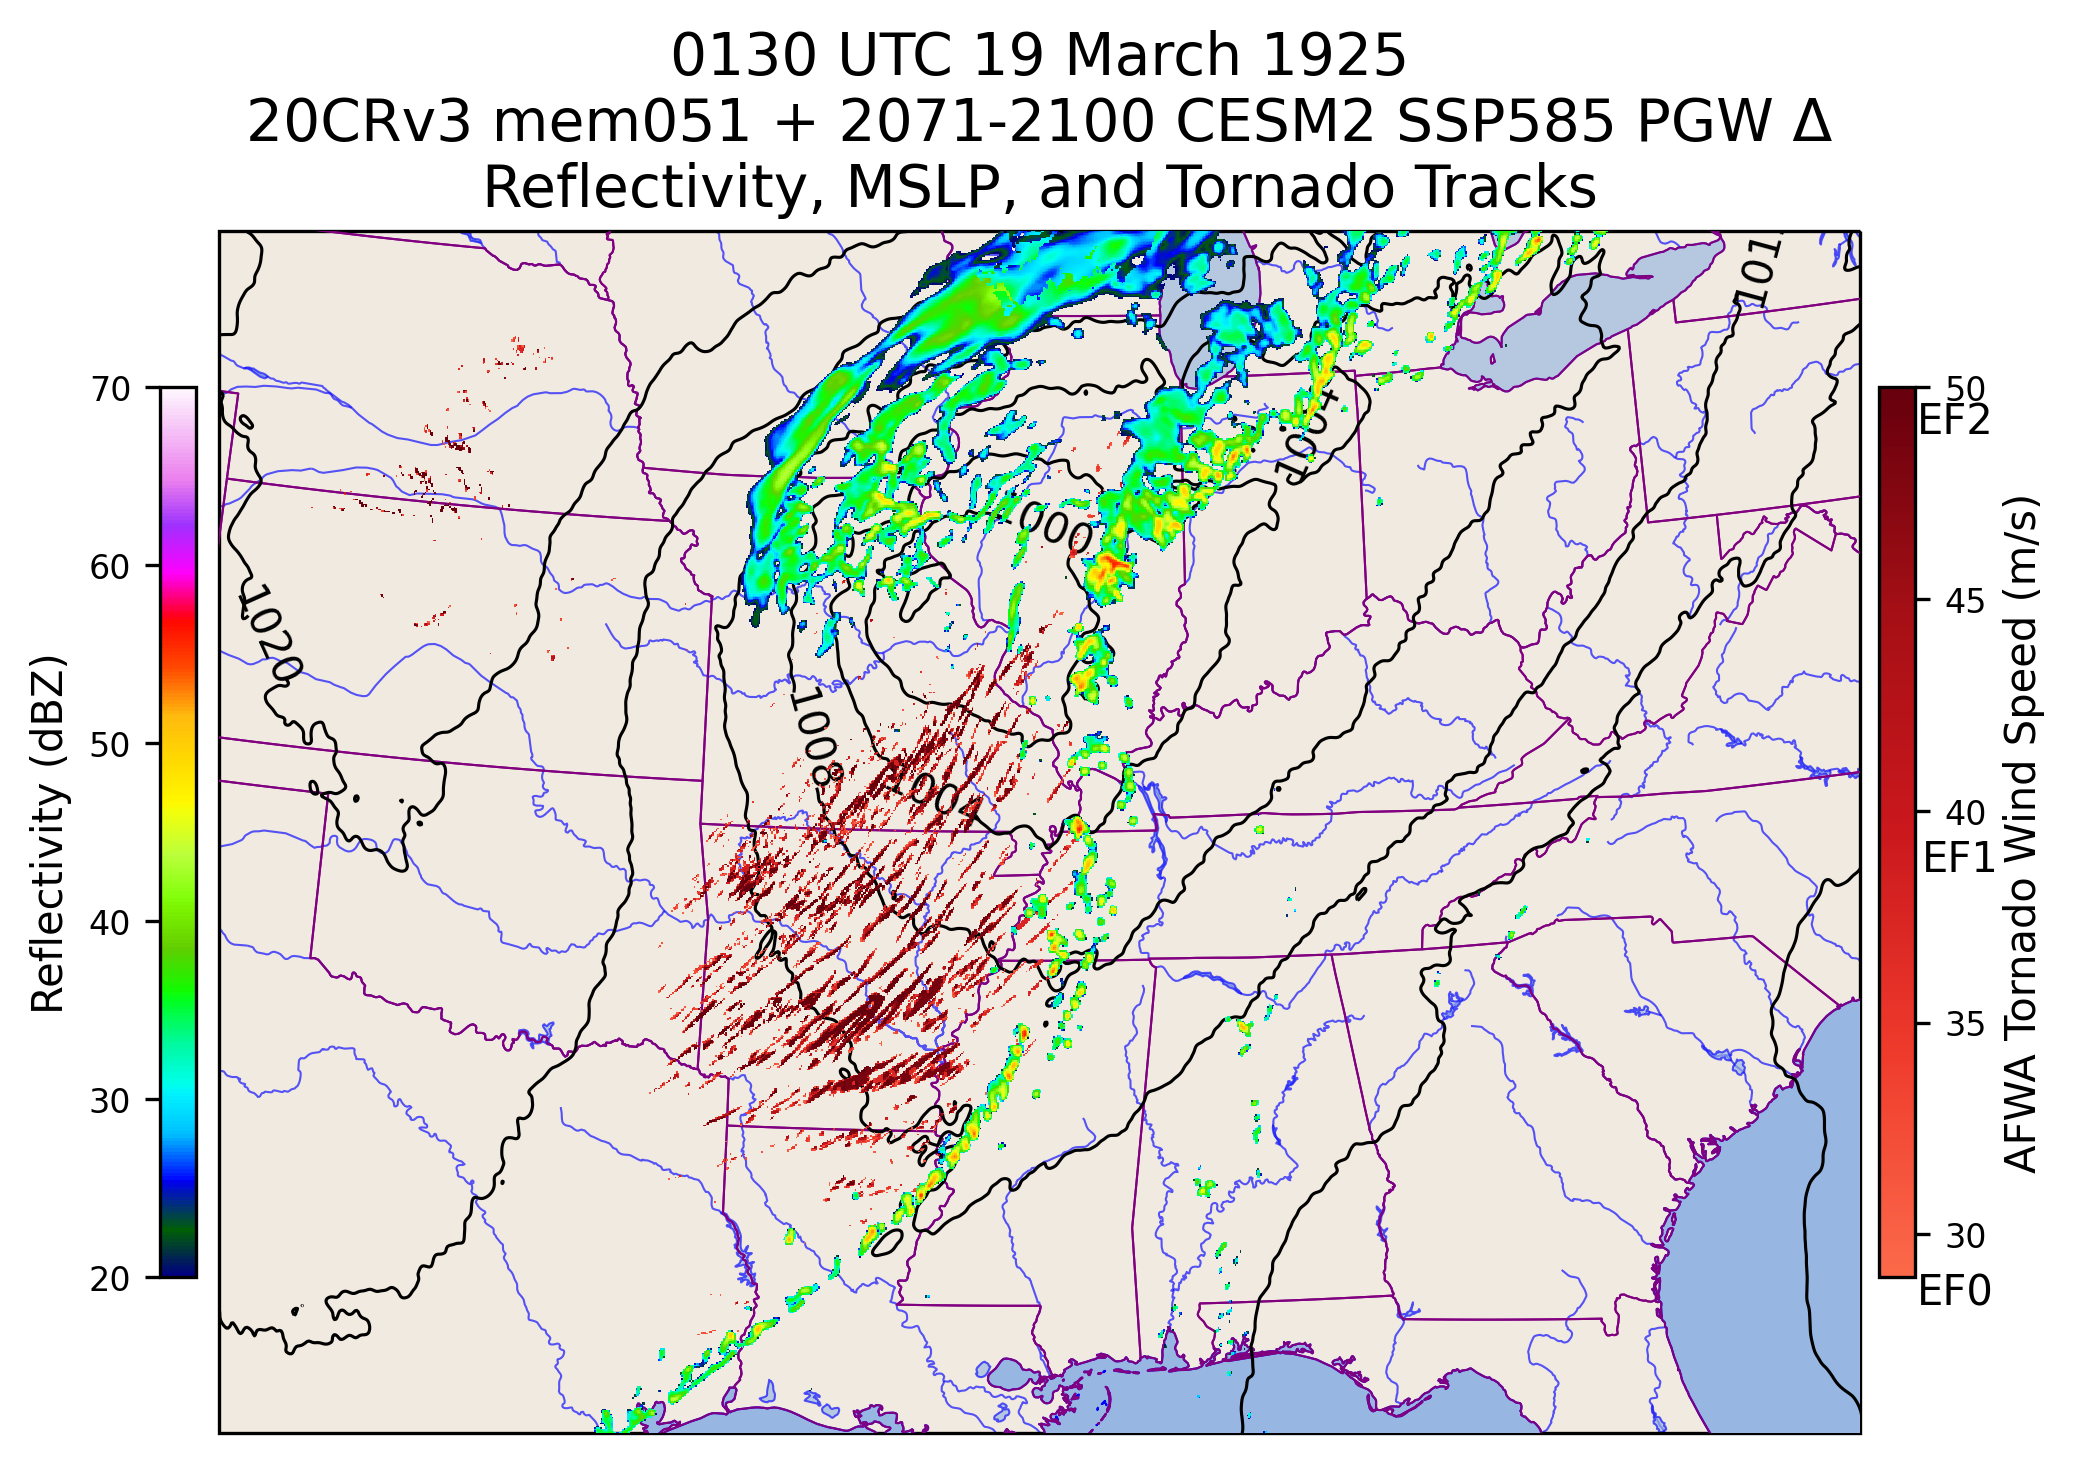 0130 UTC 19 March 1925
20CRv3 mem051 + 2071-2100 CESM2 SSP585 PGW Δ
Reflectivity, MSLP, and Tornado Tracks
Reflectivity (dBZ)
70
60
50
40
30
20
1020
1008
1004
1000
1004
101
50
EF2
45
40
EF1
35
30
EF0
AFWA Tornado Wind Speed (m/s)